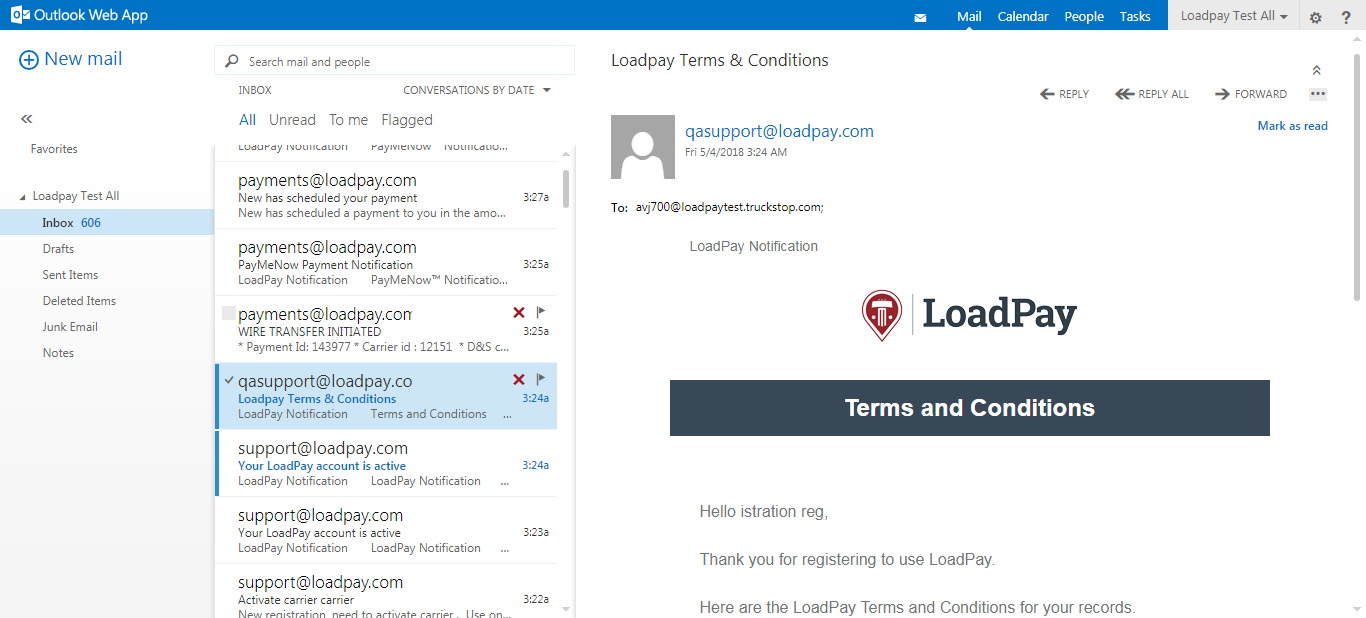 Outlook Web App
Mail Calendar People Tasks Loadpay Test All ?
New mail
Search mail and people
INBOX CONVERSATIONS BY DATE
All Unread To me Flagged
«
Favorites
Loadpay Test All
Inbox 606
Drafts
Sent Items
Deleted Items
Junk Email
Notes
LoadPay Notification PayMeNow Notificatio...
payments@loadpay.com
New has scheduled your payment 3:27a
New has scheduled a payment to you in the amo...
payments@loadpay.com
PayMeNow Payment Notification 3:25a
LoadPay Notification PayMeNow™ Notificatio...
payments@loadpay.com
WIRE TRANSFER INITIATED 3:25a
* Payment Id: 143977 * Carrier id : 12151 * D&S c...
qasupport@loadpay.co
Loadpay Terms & Conditions 3:24a
LoadPay Notification Terms and Conditions ...
support@loadpay.com
Your LoadPay account is active 3:24a
LoadPay Notification LoadPay Notification ...
support@loadpay.com
Your LoadPay account is active 3:23a
LoadPay Notification LoadPay Notification ...
support@loadpay.com
Activate carrier carrier 3:22a
New registration, need to activate carrier . Use on...
Loadpay Terms & Conditions
REPLY REPLY ALL FORWARD •••
Mark as read
qasupport@loadpay.com
Fri 5/4/2018 3:24 AM
To: avj700@loadpaytest.truckstop.com;
LoadPay Notification
LoadPay
Terms and Conditions
Hello istration reg,
Thank you for registering to use LoadPay.
Here are the LoadPay Terms and Conditions for your records.